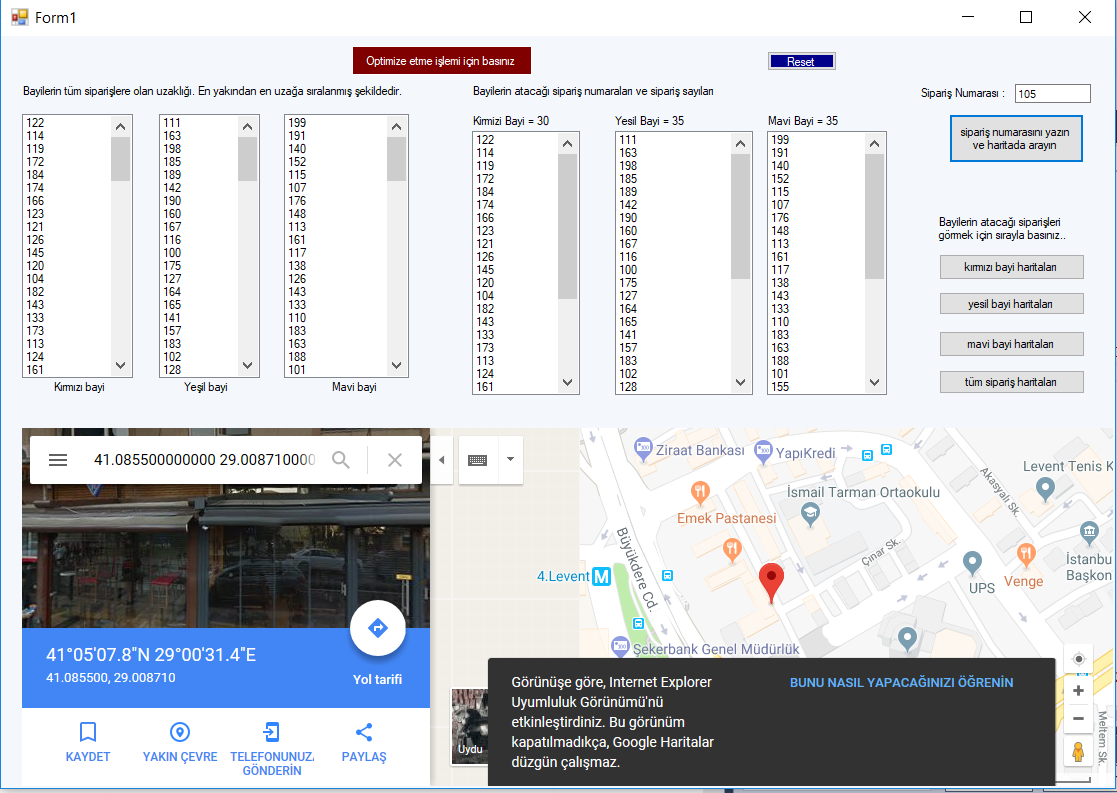 Form1
Optimize etme işlemi için basınız
Reset
Bayilerin tüm siparişlere olan uzaklığı. En yakından en uzağa sıralanmış şekildedir.
Bayilerin atacağı sipariş numaraları ve sipariş sayıları
Sipariş Numarası :
105
sipariş numarasını yazın
ve haritada arayın
122
114
119
172
184
174
166
123
121
126
145
120
104
182
143
133
173
113
124
161
Kırmızı bayi
111
163
198
185
189
142
190
160
167
116
100
175
127
164
165
141
157
183
102
128
Yeşil bayi
199
191
140
152
115
107
176
148
113
161
117
138
126
143
133
110
183
163
188
101
Mavi bayi
Kırmızı Bayi = 30
122
114
119
172
184
174
166
123
121
126
145
120
104
182
143
133
173
113
124
161
Yesil Bayi = 35
111
163
198
185
189
142
190
160
167
116
100
175
127
164
165
141
157
183
102
128
Mavi Bayi = 35
199
191
140
152
115
107
176
148
113
161
117
138
143
133
110
183
163
188
101
155
Bayilerin atacağı siparişleri
görmek için sırayla basınız..
kırmızı bayi haritaları
yesil bayi haritaları
mavi bayi haritaları
tüm sipariş haritaları
41.085500000000 29.008710000
41°05'07.8"N 29°00'31.4"E
41.085500, 29.008710
Yol tarifi
KAYDET
YAKIN ÇEVRE
TELEFONUNUZA
GÖNDERİN
PAYLAŞ
Uydu
Ziraat Bankası
YapıKredi
Levent Tenis K
İsmail Tarman Ortaokulu
Akasyalı Sk.
Emek Pastanesi
Büyükdere Cd.
Çınar Sk.
4.Levent
M
UPS
Venge
İstanbu
Başkon
Şekerbank Genel Müdürlük
Meltem Sk.
Görünüşe göre, Internet Explorer
Uyumluluk Görünümü'nü
etkinleştirdiniz. Bu görünüm
kapatılmadıkça, Google Haritalar
düzgün çalışmaz.
BUNU NASIL YAPACAĞINIZI ÖĞRENİN